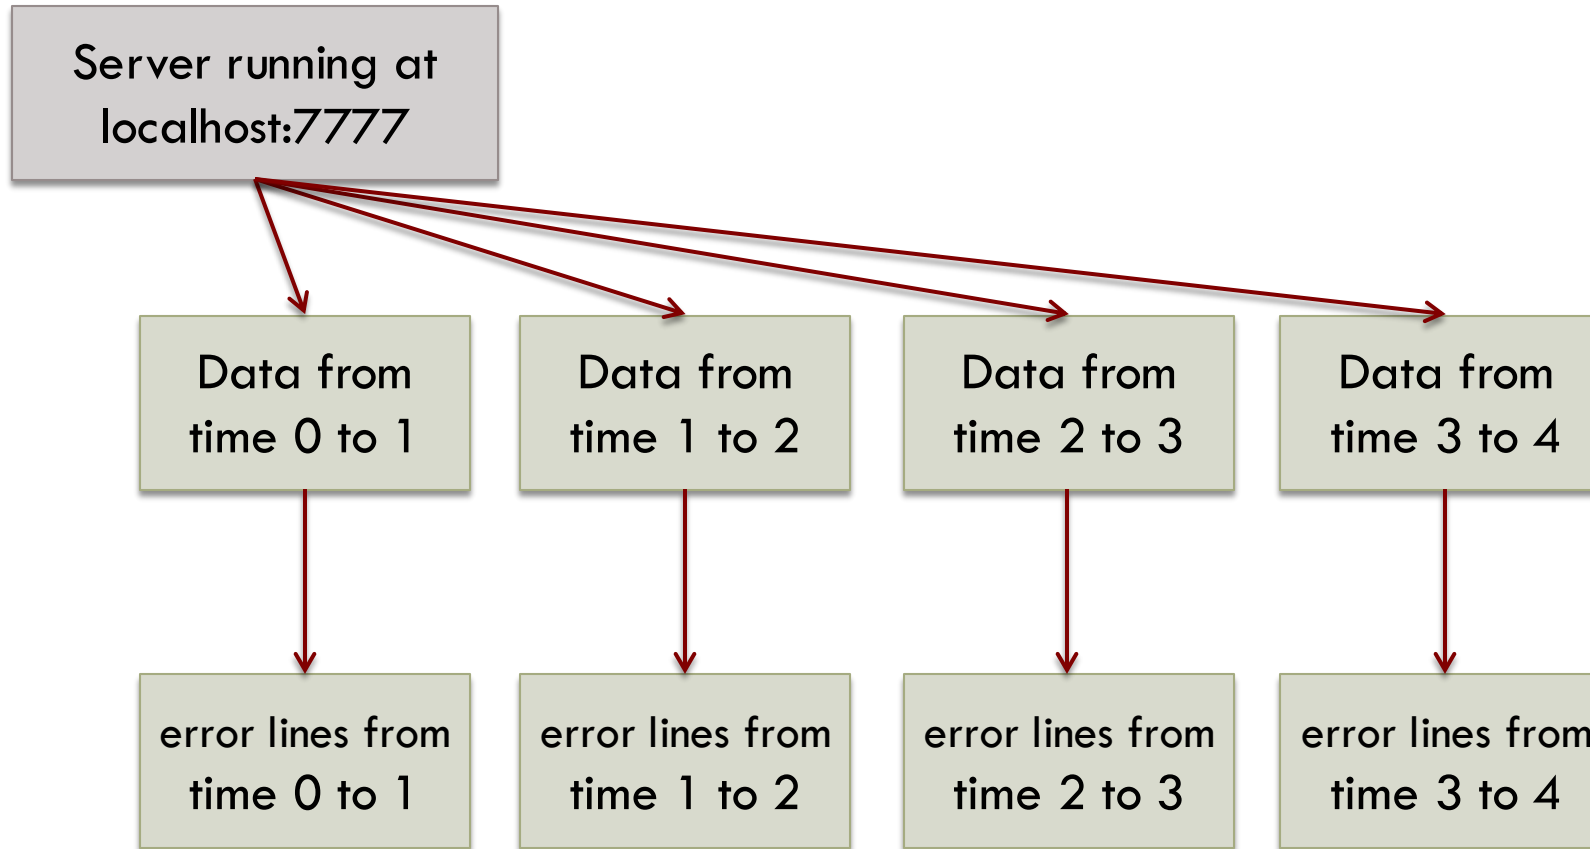 Server running at
localhost:7777
Data from
time 0 to 1
Data from
time 1 to 2
Data from
time 2 to 3
Data from
time 3 to 4
error lines from
time 0 to 1
error lines from
time 1 to 2
error lines from
time 2 to 3
error lines from
time 3 to 4